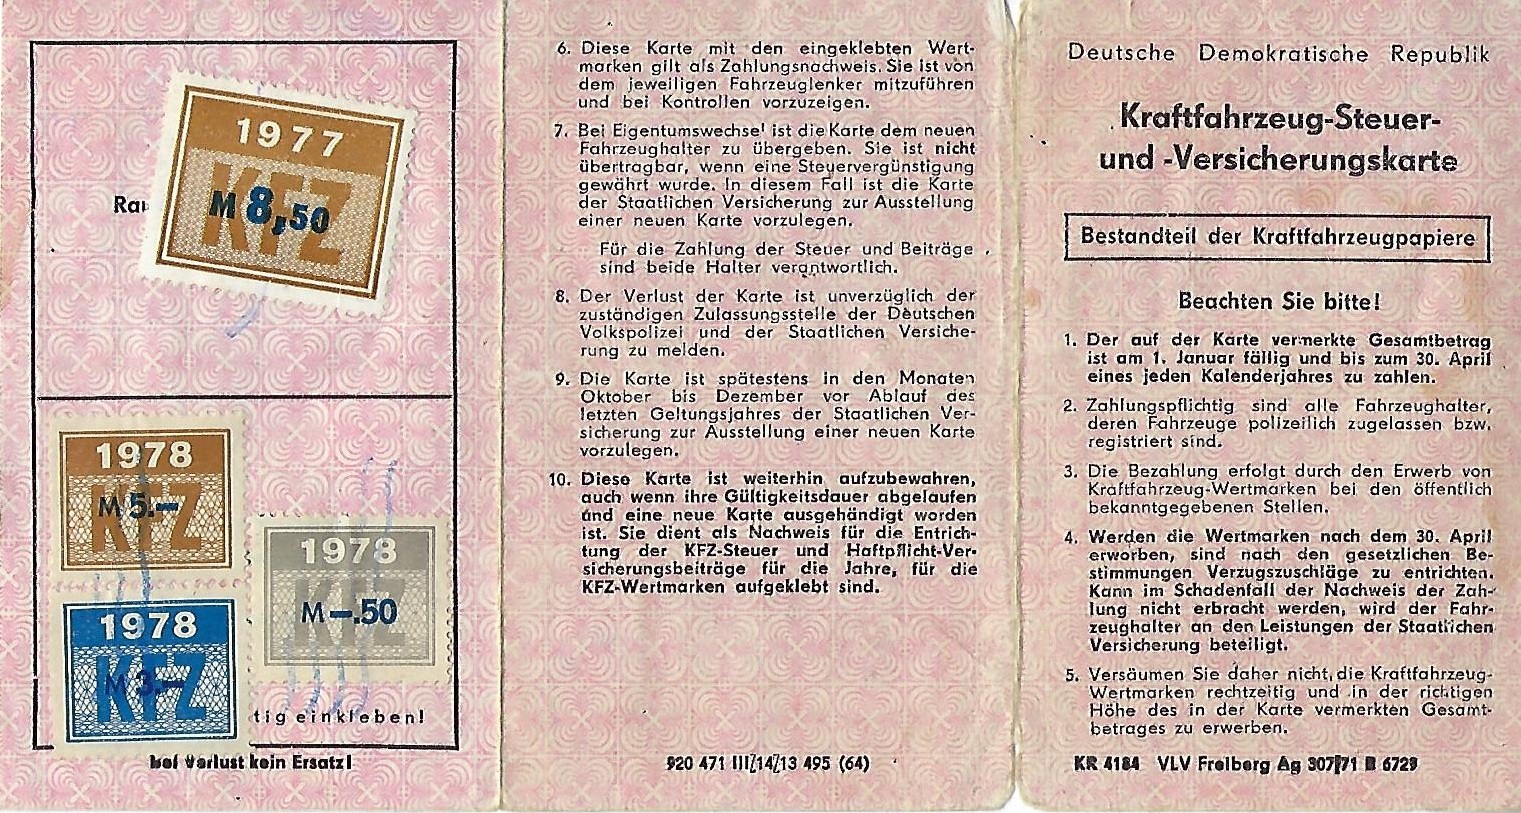 1977
KFZ
M 8,50
1978
KFZ
M 5.–
1978
KFZ
M –.50
1978
KFZ
M 3.–
tig einkleben!
Bei Verlust kein Ersatz!
6. Diese Karte mit den eingeklebten Wert-
marken gilt als Zahlungsnachweis. Sie ist von
dem jeweiligen Fahrzeuglenker mitzuführen
und bei Kontrollen vorzuzeigen.
7. Bei Eigentumswechsel ist die Karte dem neuen
Fahrzeughalter zu übergeben. Sie ist nicht
übertragbar, wenn eine Steuervergünstigung
gewährt wurde. In diesem Fall ist die Karte
der Staatlichen Versicherung zur Ausstellung
einer neuen Karte vorzulegen.
Für die Zahlung der Steuer und Beiträge
sind beide Halter verantwortlich.
8. Der Verlust der Karte ist unverzüglich der
zuständigen Zulassungsstelle der Deutschen
Volkspolizei und der Staatlichen Versiche-
rung zu melden.
9. Die Karte ist spätestens in den Monaten
Oktober bis Dezember vor Ablauf des
letzten Geltungsjahres der Staatlichen Ver-
sicherung zur Ausstellung einer neuen Karte
vorzulegen.
10. Diese Karte ist weiterhin aufzubewahren,
auch wenn ihre Gültigkeitsdauer abgelaufen
und eine neue Karte ausgehändigt worden
ist. Sie dient als Nachweis für die Entrich-
tung der KFZ-Steuer und Haftpflicht-Ver-
sicherungsbeiträge für die Jahre, für die
KFZ-Wertmarken aufgeklebt sind.
920 471 III/14/13 495 (64)
Deutsche Demokratische Republik
Kraftfahrzeug-Steuer-
und -Versicherungskarte
Bestandteil der Kraftfahrzeugpapiere
Beachten Sie bitte!
1. Der auf der Karte vermerkte Gesamtbetrag
ist am 1. Januar fällig und bis zum 30. April
eines jeden Kalenderjahres zu zahlen.
2. Zahlungspflichtig sind alle Fahrzeughalter,
deren Fahrzeuge polizeilich zugelassen bzw.
registriert sind.
3. Die Bezahlung erfolgt durch den Erwerb von
Kraftfahrzeug-Wertmarken bei den öffentlich
bekanntgegebenen Stellen.
4. Werden die Wertmarken nach dem 30. April
erworben, sind nach den gesetzlichen Be-
stimmungen Verzugszuschläge zu entrichten.
Kann im Schadenfall der Nachweis der Zah-
lung nicht erbracht werden, wird der Fahr-
zeughalter an den Leistungen der Staatlichen
Versicherung beteiligt.
5. Versäumen Sie daher nicht, die Kraftfahrzeug-
Wertmarken rechtzeitig und in der richtigen
Höhe des in der Karte vermerkten Gesamt-
betrages zu erwerben.
KR 4184 VLV Freiberg Ag 307/71 B 6729